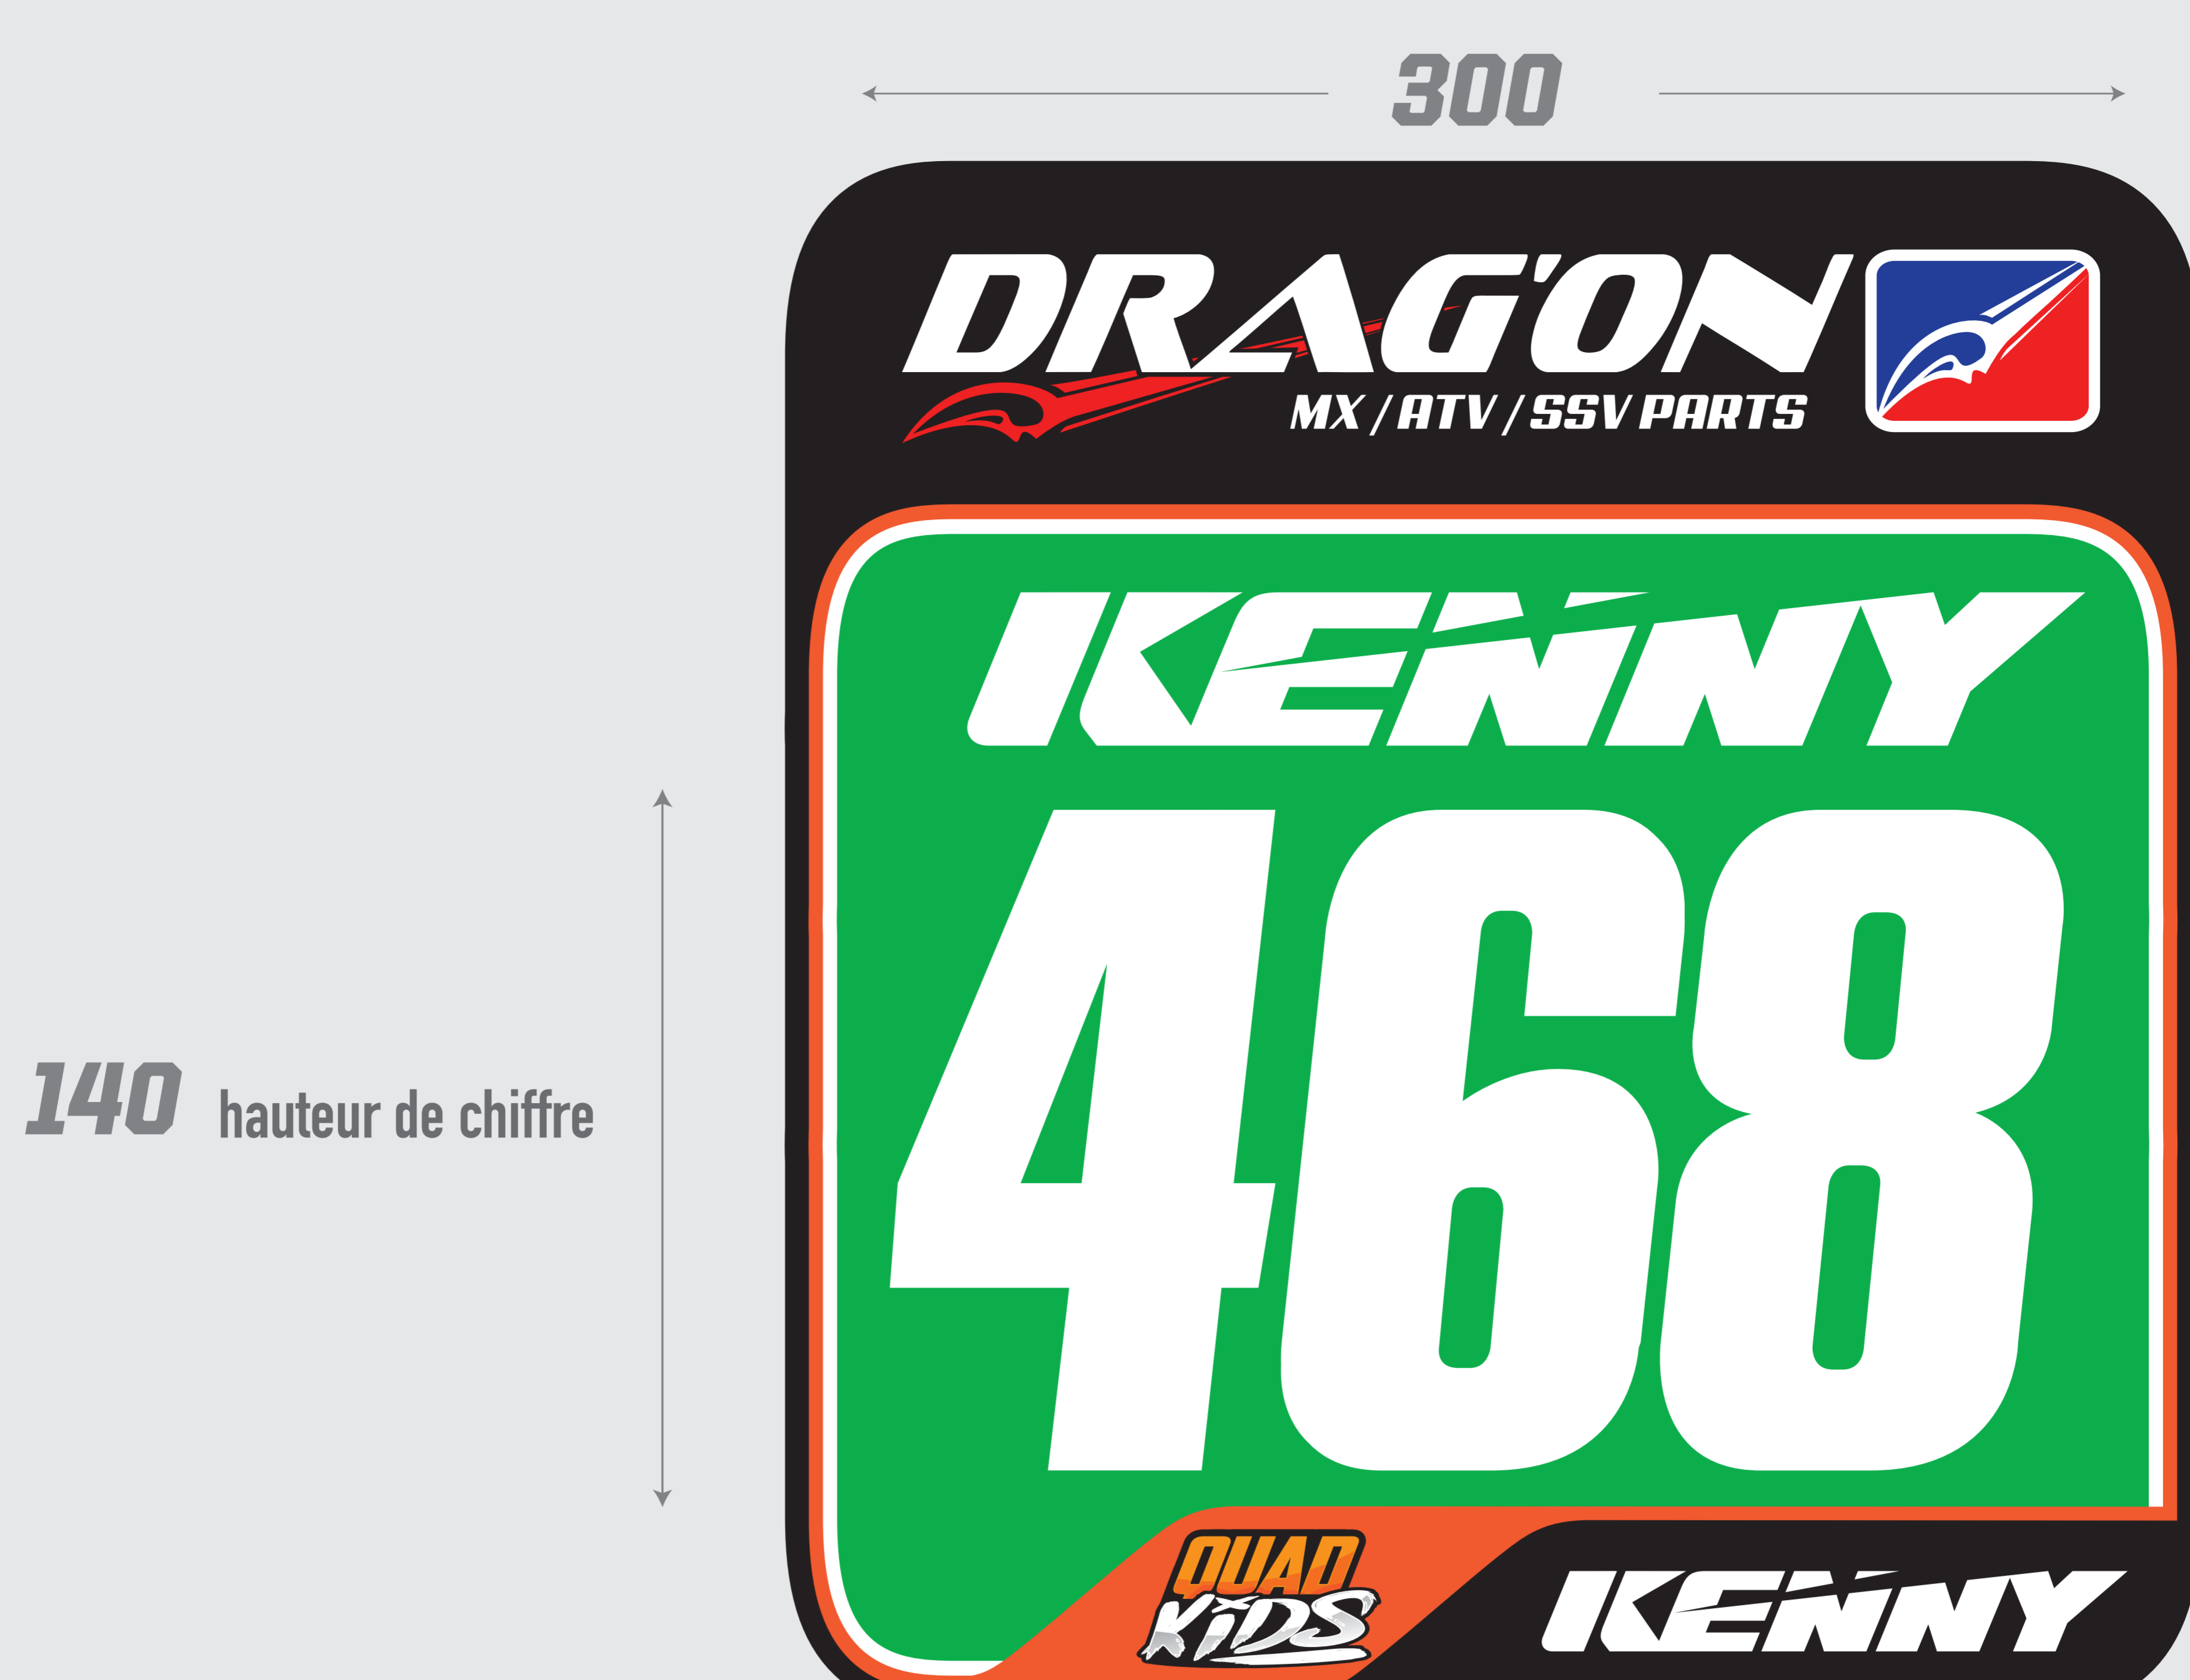 300
DRAGON
MX/ATV/SSV PARTS
KENNY
468
140 hauteur de chiffre
QUAD
KIDS
KENNY